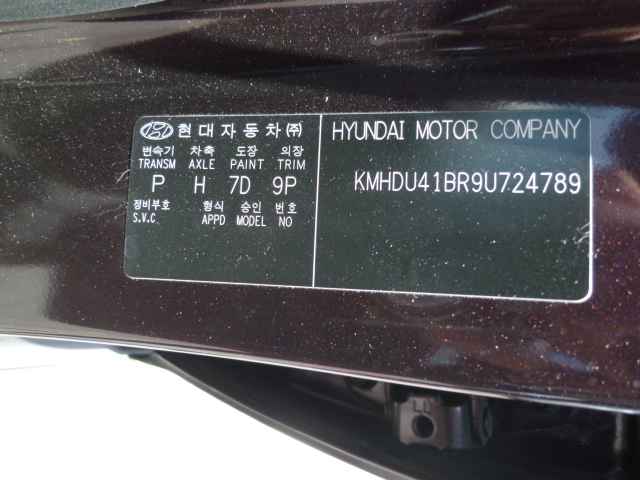 현대자동차㈜
변속기 차축 도장 의장
TRANSM AXLE PAINT TRIM
P H 7D 9P
정비부호 형식 승인 번호
S.V.C. APPD MODEL NO
HYUNDAI MOTOR COMPANY
KMHDU41BR9U724789
LL